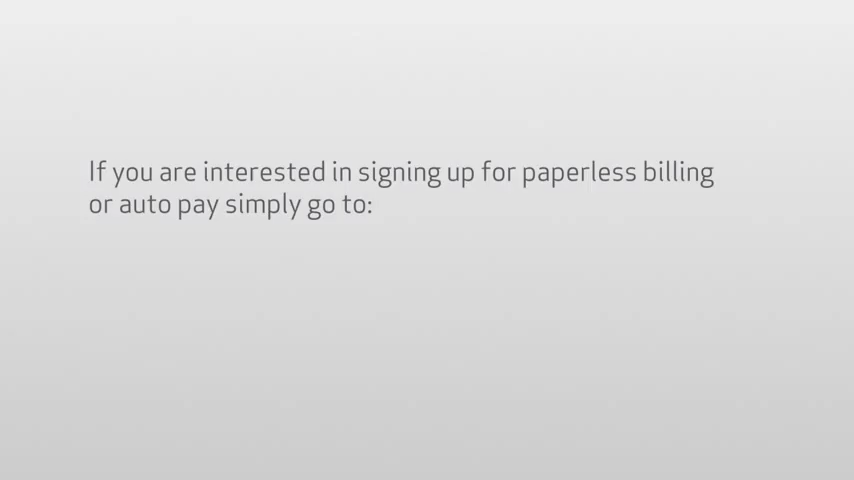 If you are interested in signing up for paperless billing
or auto pay simply go to: